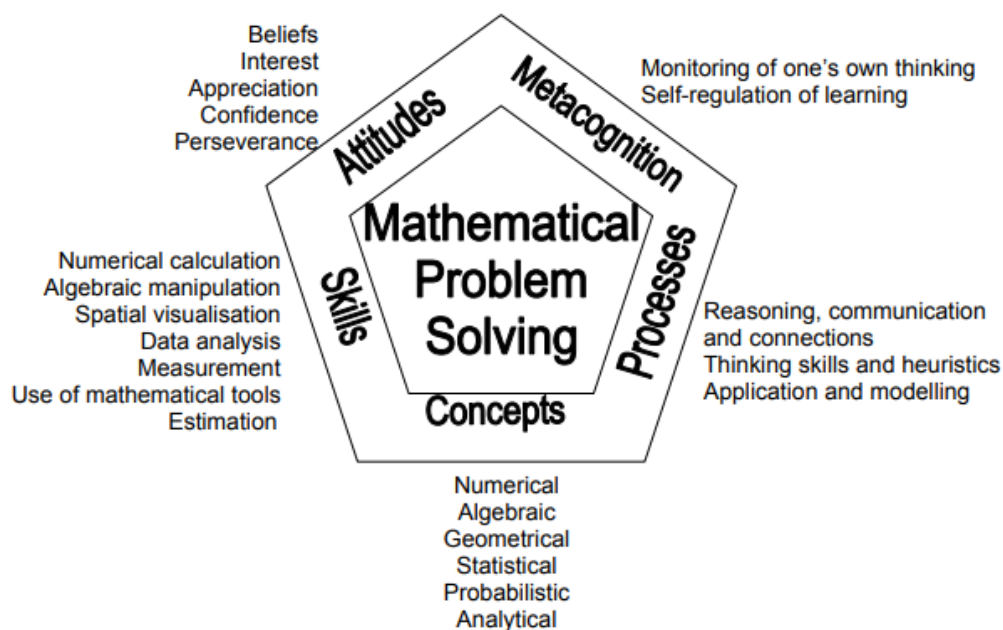 Beliefs
Interest
Appreciation
Confidence
Perseverance
Attitudes
Metacognition
Monitoring of one's own thinking
Self-regulation of learning
Mathematical
Problem
Solving
Numerical calculation
Algebraic manipulation
Spatial visualisation
Data analysis
Measurement
Use of mathematical tools
Estimation
Skills
Processes
Reasoning, communication
and connections
Thinking skills and heuristics
Application and modelling
Concepts
Numerical
Algebraic
Geometrical
Statistical
Probabilistic
Analytical